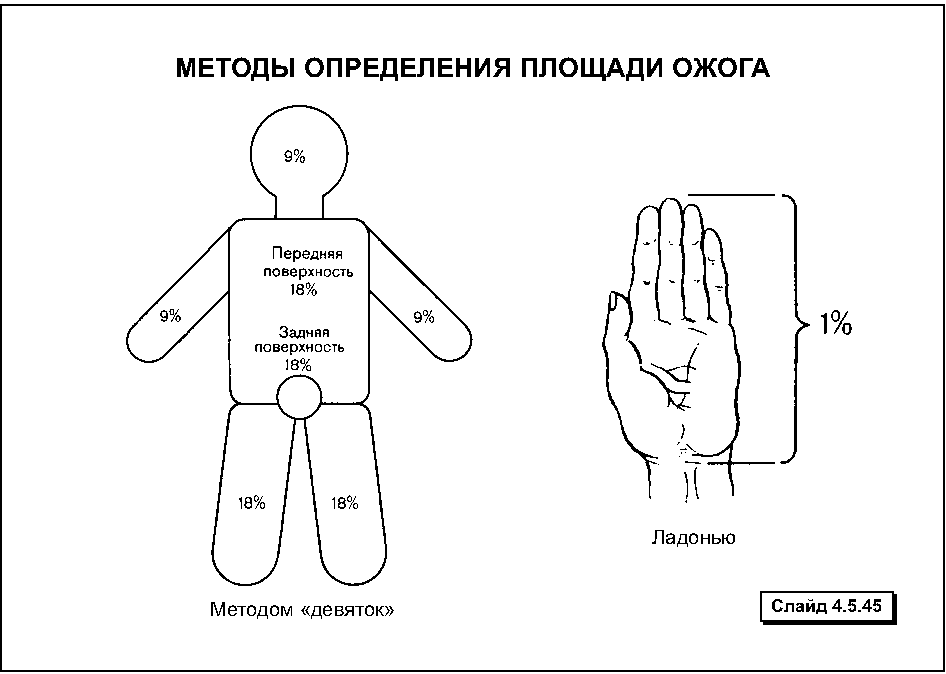 МЕТОДЫ ОПРЕДЕЛЕНИЯ ПЛОЩАДИ ОЖОГА
9%
Передняя
поверхность
18%
9%
9%
Задняя
поверхность
18%
18%
18%
Методом «девяток»
1%
Ладонью
Слайд 4.5.45